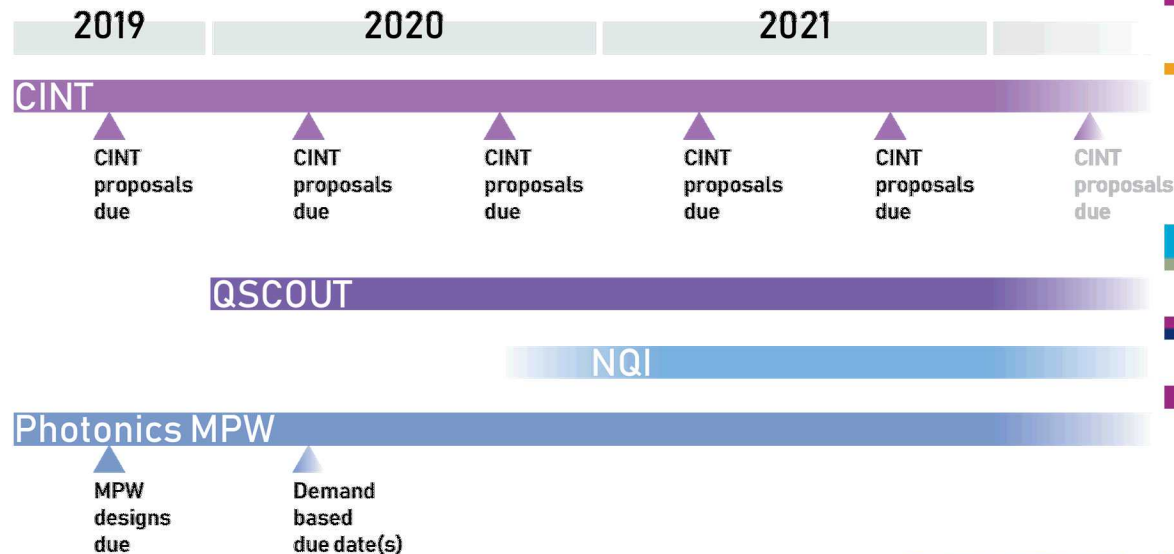 2019 2020 2021
CINT
CINT CINT CINT CINT CINT CINT
proposals proposals proposals proposals proposals proposals
due due due due due due
QSCOUT
NQI
Photonics MPW
MPW Demand
designs based
due due date(s)